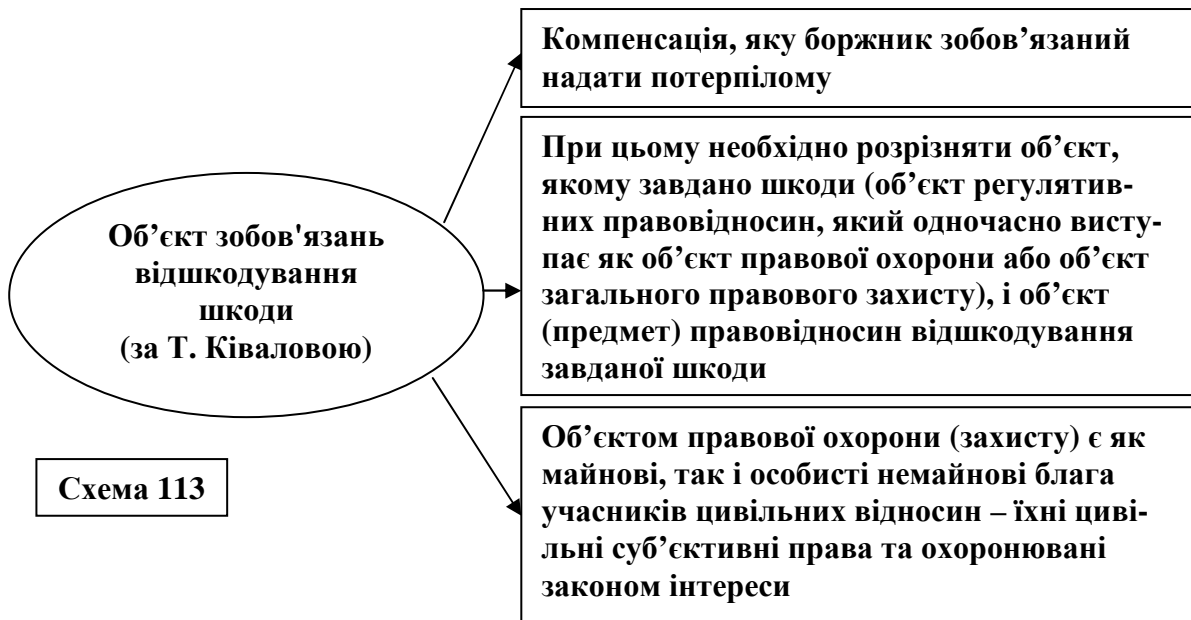 Компенсація, яку боржник зобов’язаний
надати потерпілому
При цьому необхідно розрізняти об’єкт,
якому завдано шкоди (об’єкт регулятив-
них правовідносин, який одночасно висту-
пає як об’єкт правової охорони або об’єкт
загального правового захисту), і об’єкт
(предмет) правовідносин відшкодування
завданої шкоди
Об’єкт зобов'язань
відшкодування
шкоди
(за Т. Ківаловою)
Об’єктом правової охорони (захисту) є як
майнові, так і особисті немайнові блага
учасників цивільних відносин – їхні циві-
льні суб’єктивні права та охоронювані
законом інтереси
Схема 113